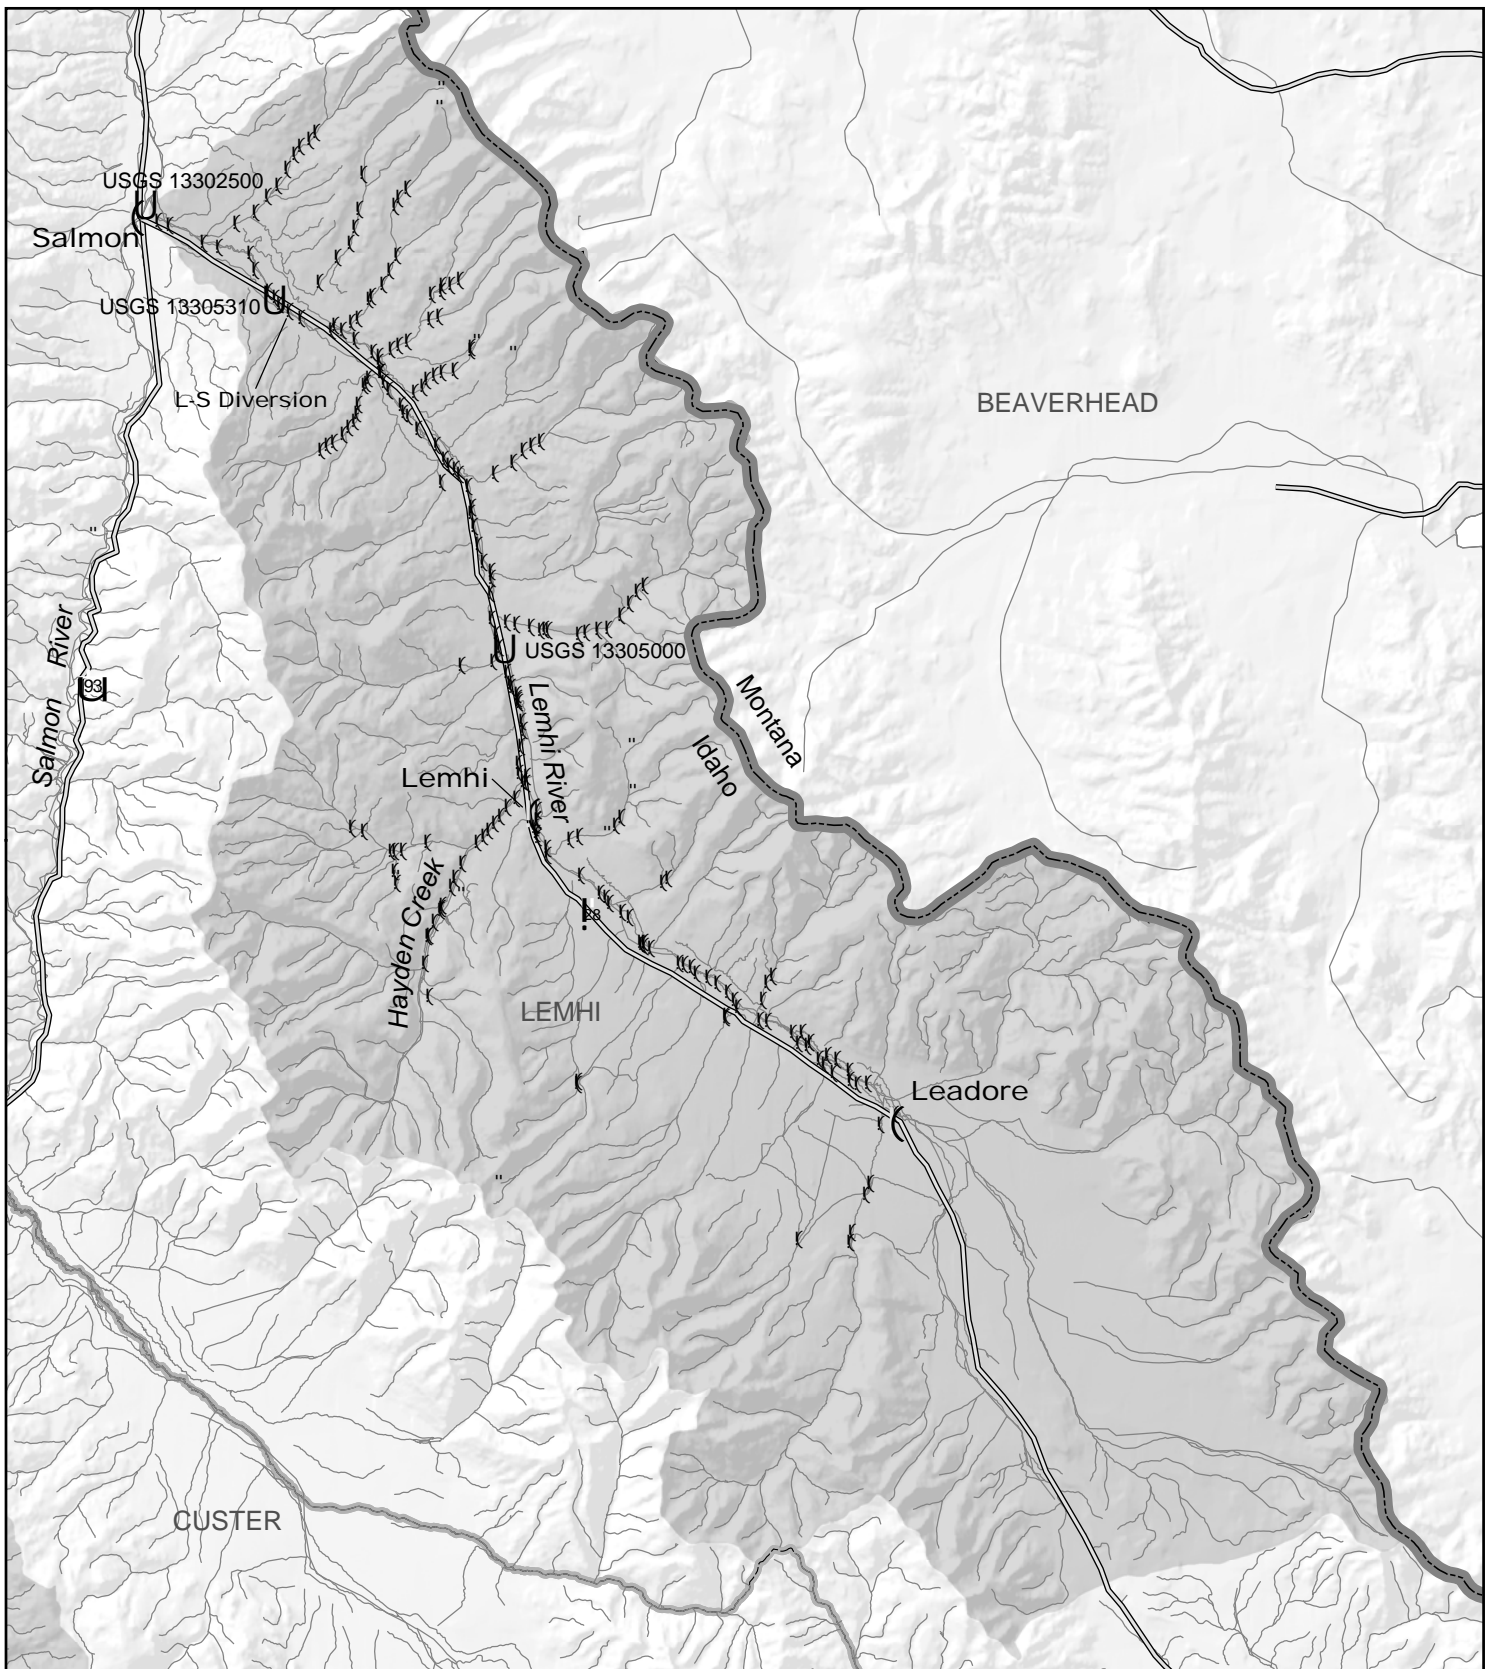 USGS 13302500
Salmon
USGS 13305310
L-S Diversion
BEAVERHEAD
Salmon River
93
USGS 13305000
Lemhi River
Montana
Idaho
Lemhi
Hayden Creek
28
LEMHI
Leadore
CUSTER